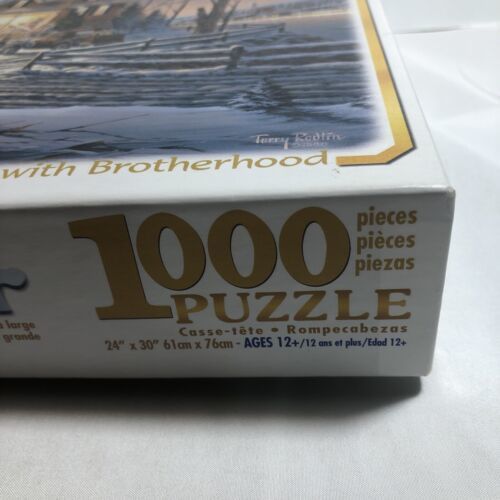 Terry Redlin
with Brotherhood
1000 pieces
pièces
piezas
PUZZLE
Casse-tête • Rompecabezas
large
grande
24" x 30" 61cm x 76cm - AGES 12+/12 ans et plus/Edad 12+